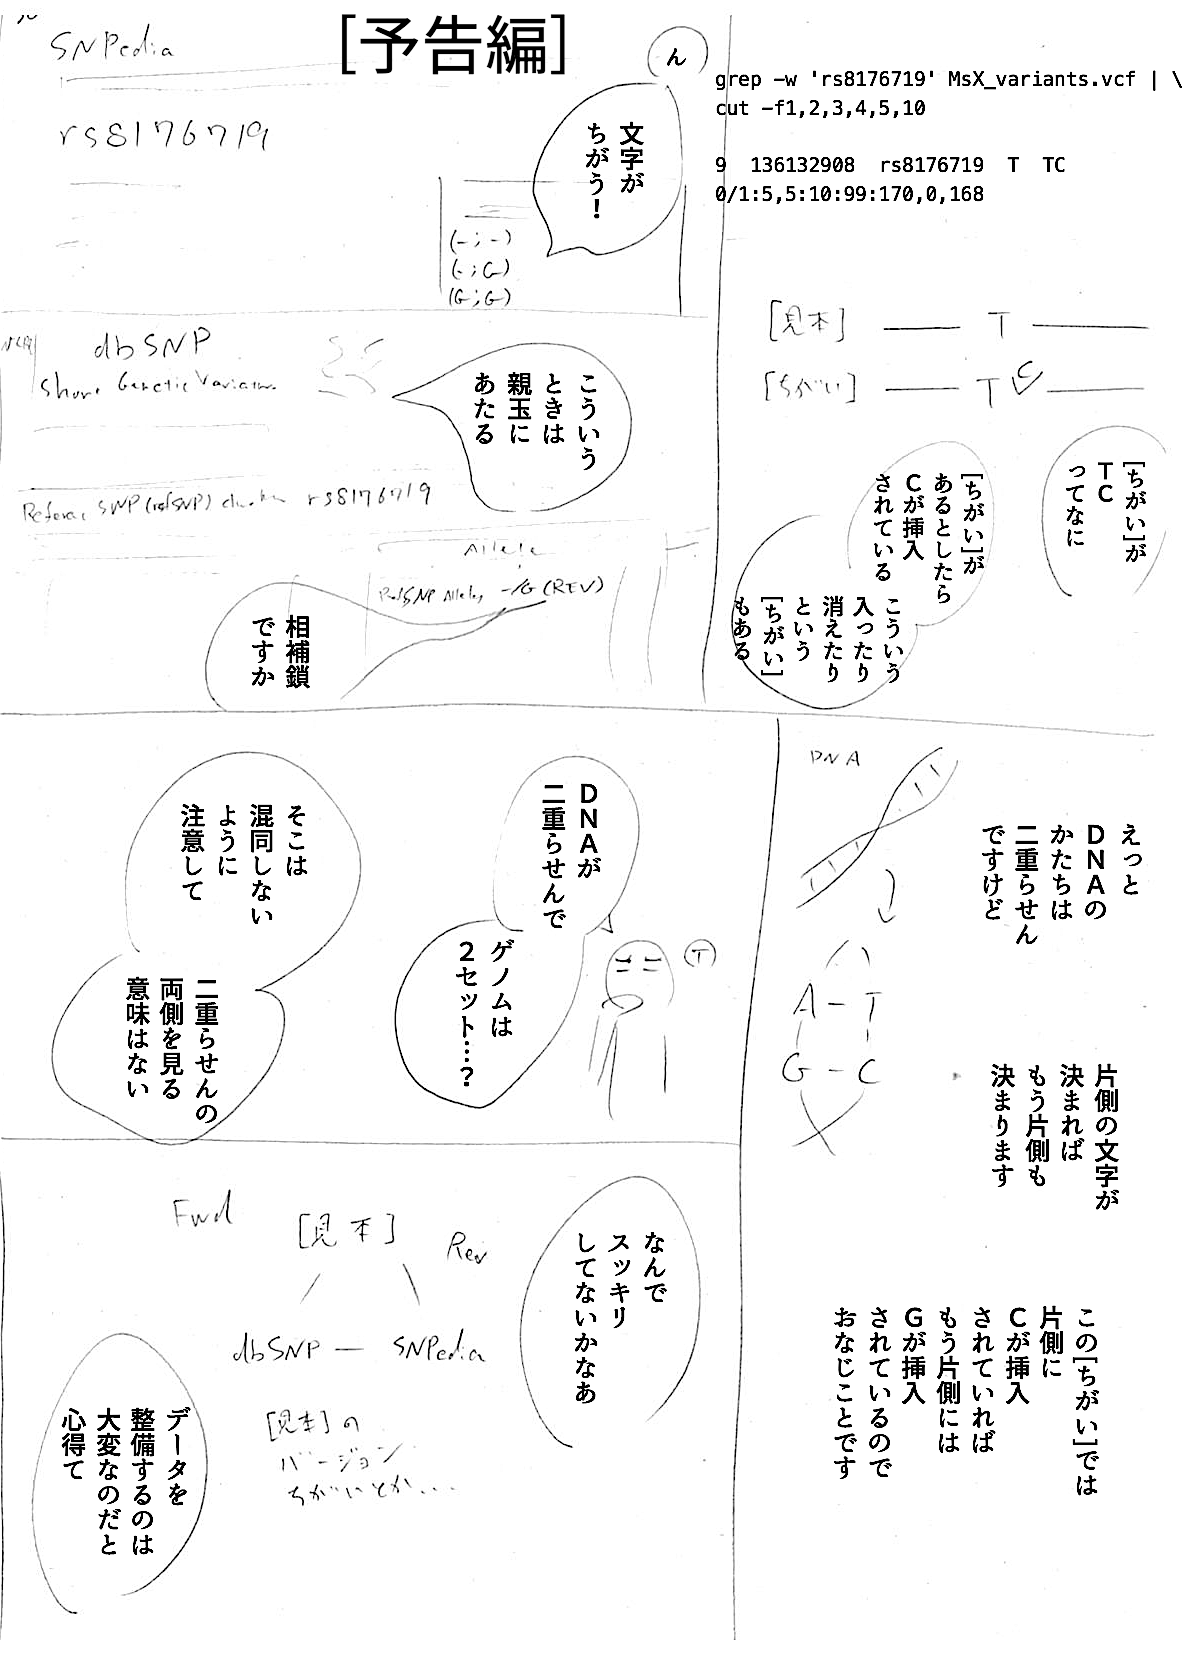 [予告編]
grep -w 'rs8176719' MsX_variants.vcf | \
cut -f1,2,3,4,5,10
9 136132908 rs8176719 T TC
0/1:5,5:10:99:170,0,168
[見本] T
[ちがい] T C
[ちがい]が
TC
ってなに
[ちがい]が
あるとしたら
Cが挿入
されている
こういう
入ったり
消えたり
という
[ちがい]
もある
SNPedia
rs8176719
(-;-)
(-;G)
(G;G)
ん
文字が
ちがう!
dbSNP
Short Genetic Variations
こういう
ときは
親玉に
あたる
SNP(refSNP) rs8176719
Allele
RefSNP Alleles -/G (REV)
相補鎖
ですか
DNA
A-T
G-C
えっと
DNAの
かたちは
二重らせん
ですけど
片側の文字が
決まれば
もう片側も
決まります
この[ちがい]では
片側に
Cが挿入
されていれば
もう片側には
Gが挿入
されているので
おなじことです
DNAが
二重らせんで
ゲノムは
2セット…?
T
そこは
混同しない
ように
注意して
二重らせんの
両側を見る
意味はない
なんで
スッキリ
してないかなあ
Fwd
[見本]
Rev
dbSNP — SNPedia
[見本]の
バージョン
ちがいとか...
データを
整備するのは
大変なのだと
心得て